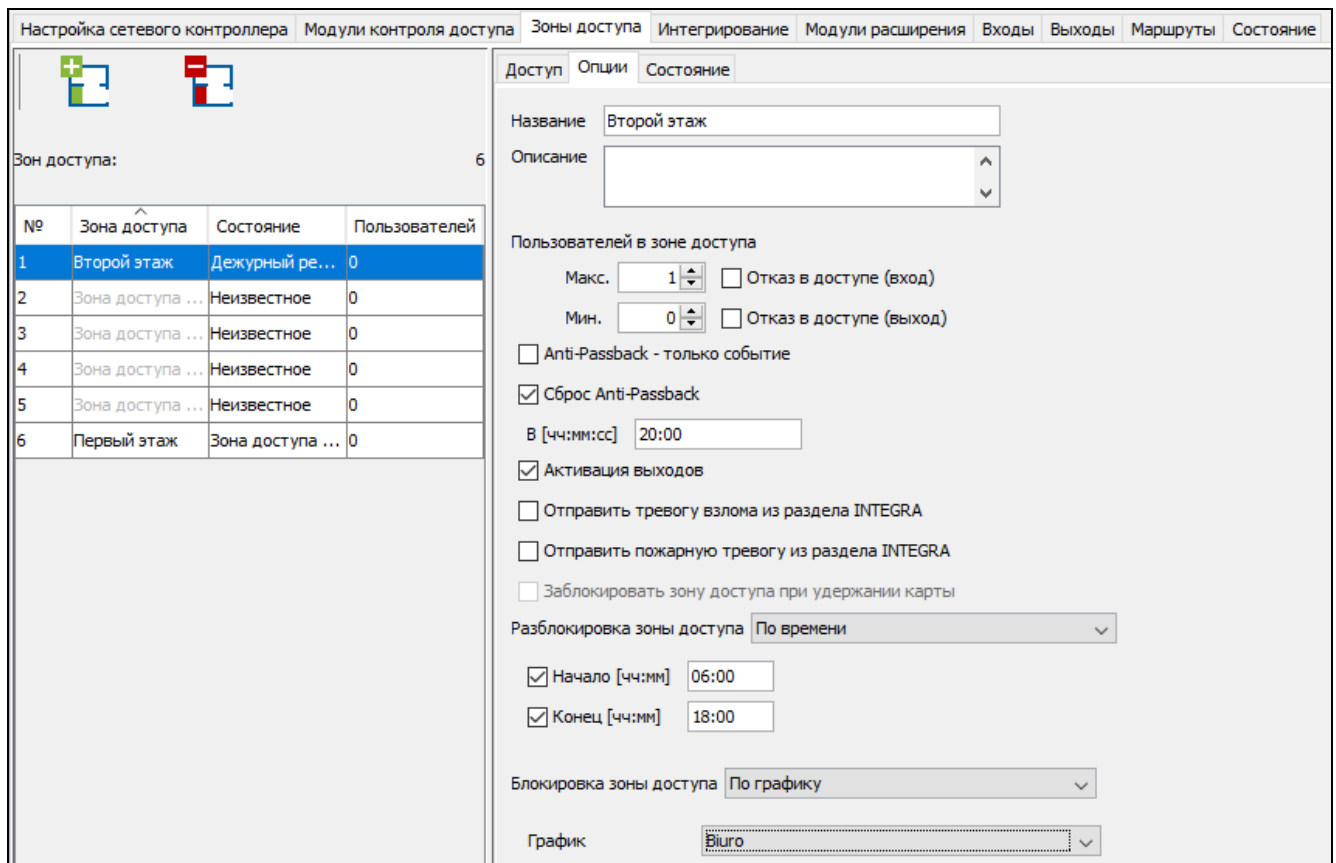 Настройка сетевого контроллера Модули контроля доступа Зоны доступа Интегрирование Модули расширения Входы Выходы Маршруты Состояние
Зон доступа: 6
№ Зона доступа Состояние Пользователей
1 Второй этаж Дежурный ре... 0
2 Зона доступа ... Неизвестное 0
3 Зона доступа ... Неизвестное 0
4 Зона доступа ... Неизвестное 0
5 Зона доступа ... Неизвестное 0
6 Первый этаж Зона доступа ... 0
Доступ Опции Состояние
Название Второй этаж
Описание
Пользователей в зоне доступа
Макс. 1 Отказ в доступе (вход)
Мин. 0 Отказ в доступе (выход)
Anti-Passback - только событие
Сброс Anti-Passback
В [чч:мм:сс] 20:00
Активация выходов
Отправить тревогу взлома из раздела INTEGRA
Отправить пожарную тревогу из раздела INTEGRA
Заблокировать зону доступа при удержании карты
Разблокировка зоны доступа По времени
Начало [чч:мм] 06:00
Конец [чч:мм] 18:00
Блокировка зоны доступа По графику
График Biuro